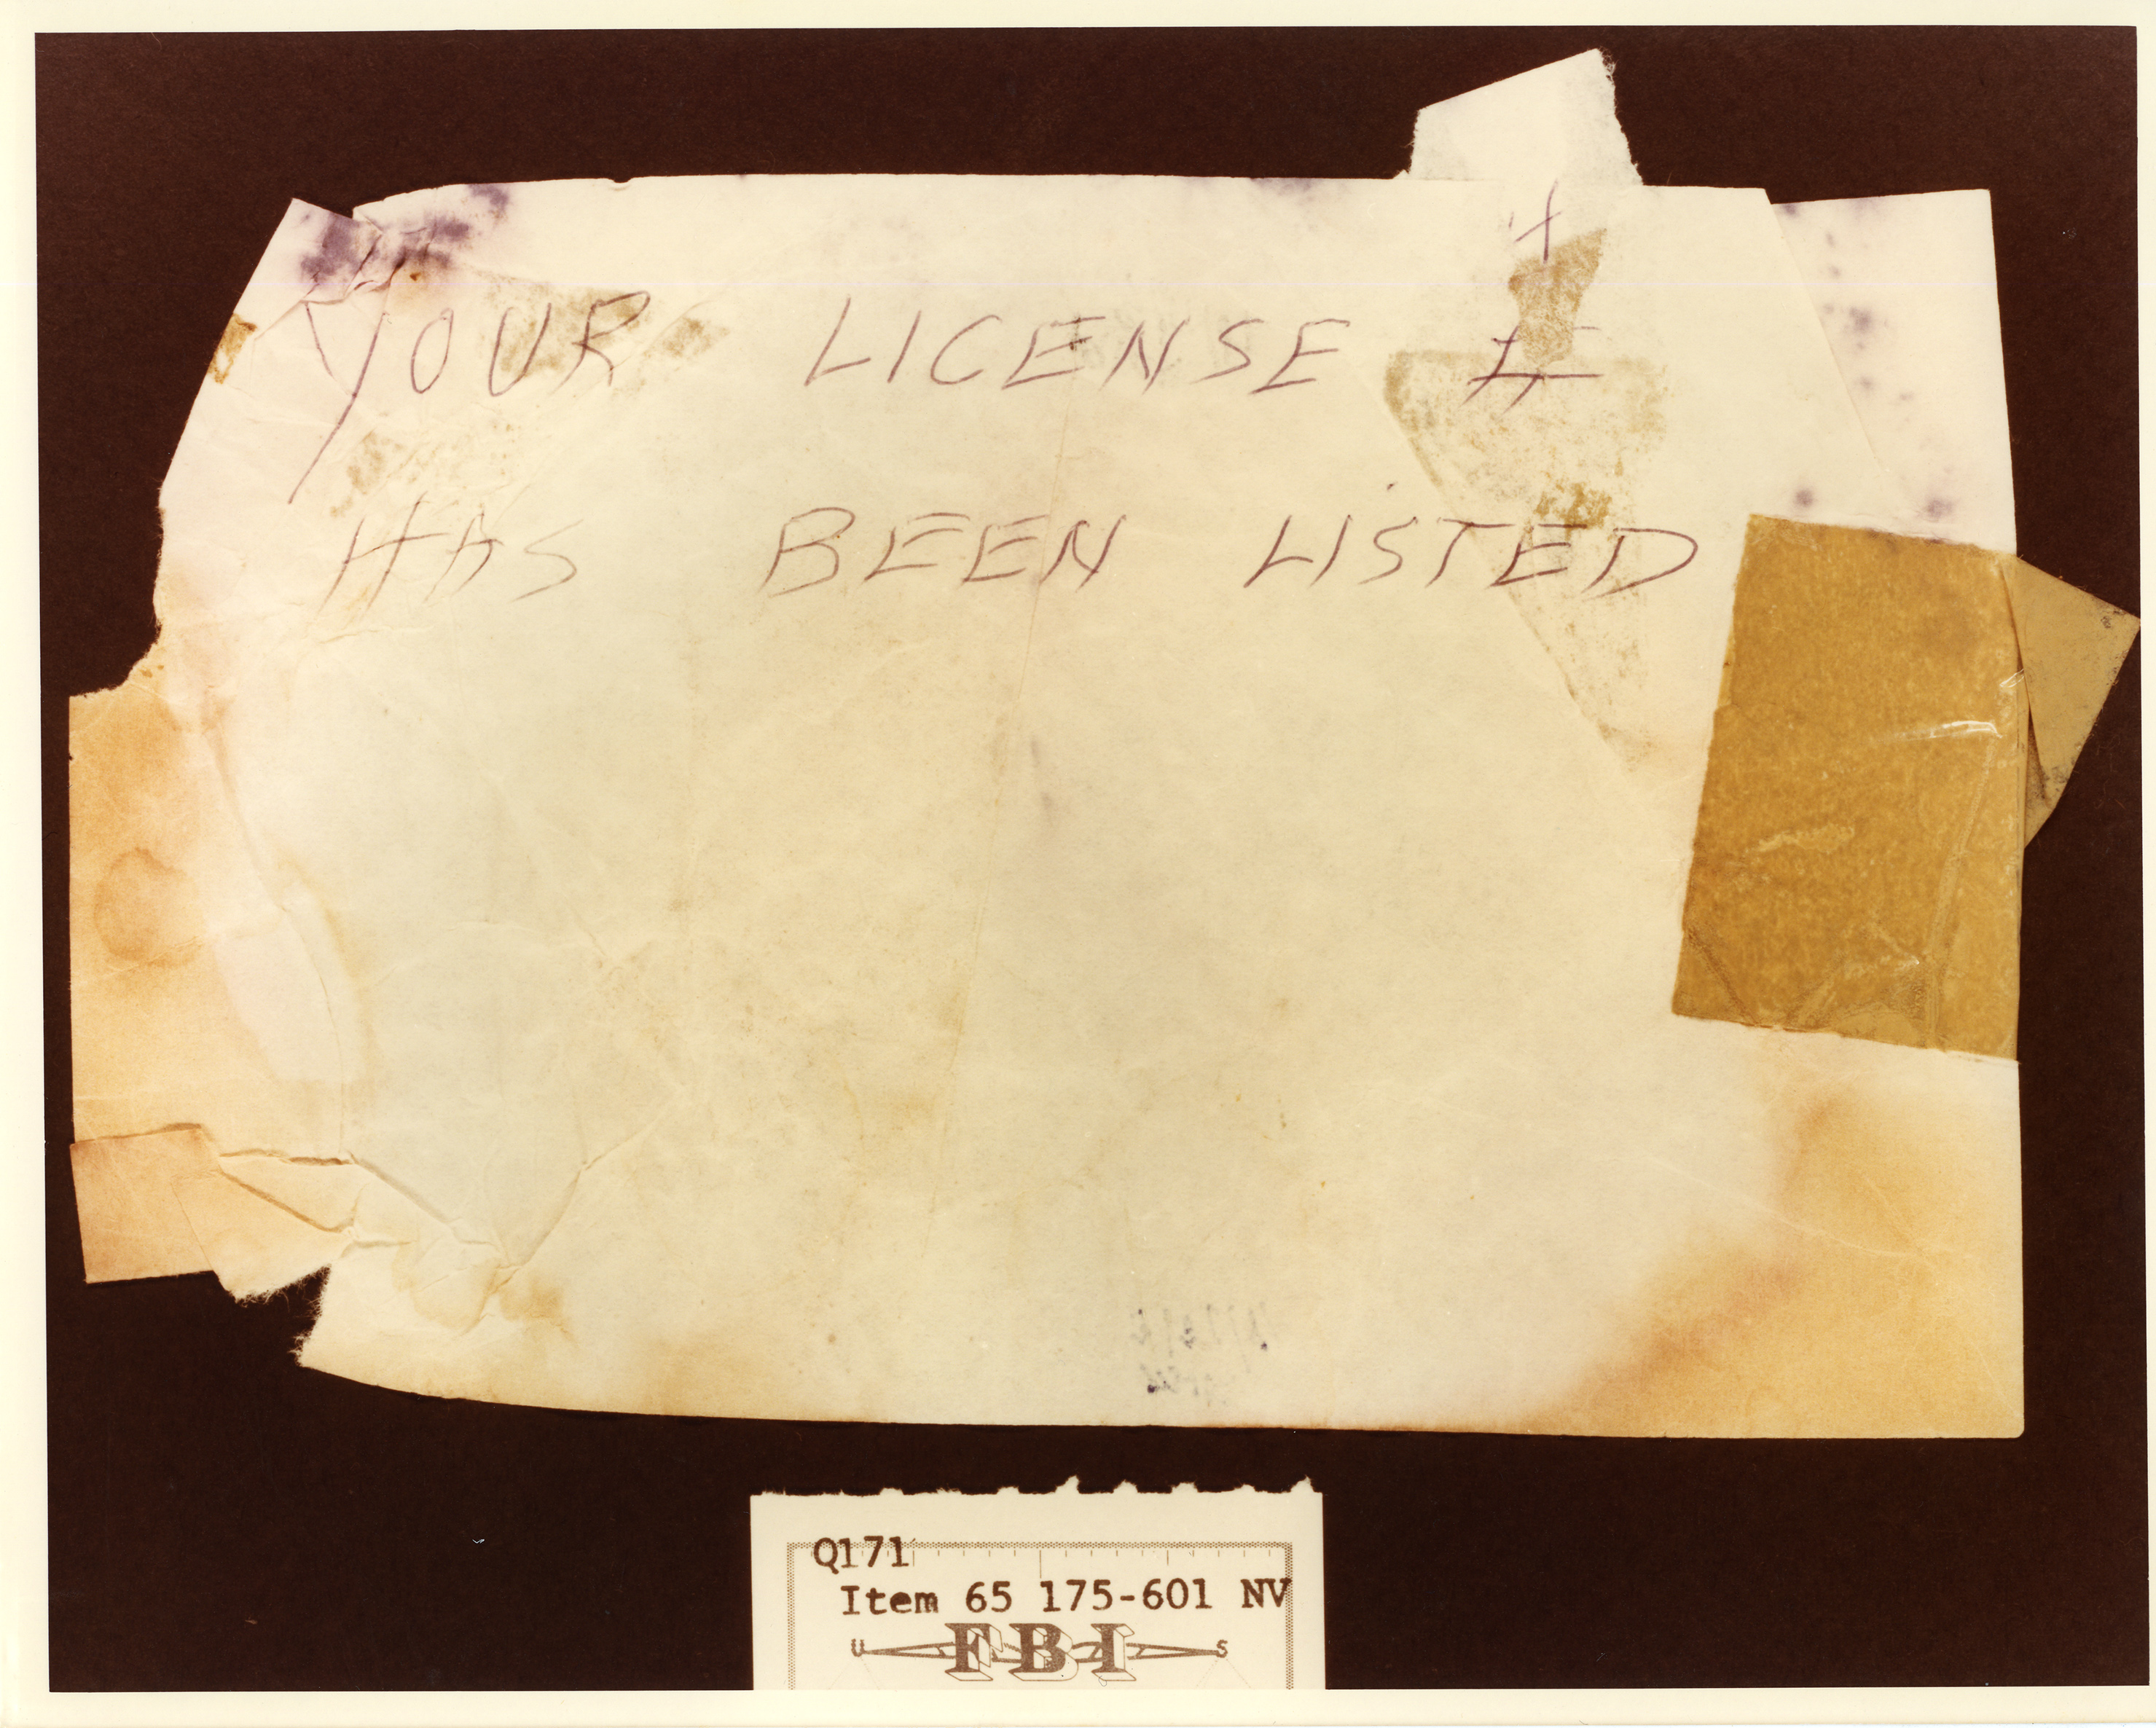 YOUR LICENSE #
HAS BEEN LISTED
Q171
Item 65 175-601 NV
U FBI S